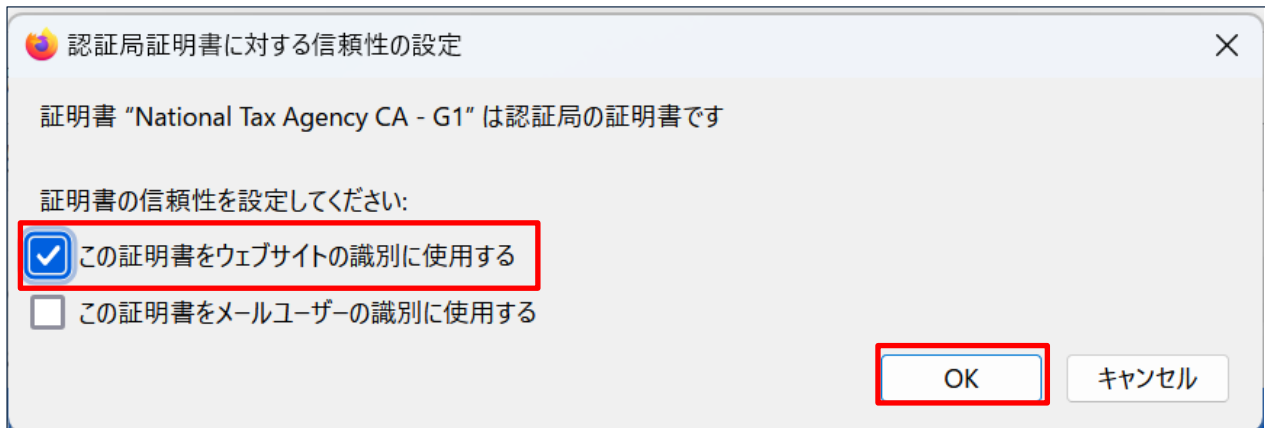 認証局証明書に対する信頼性の設定
証明書 “National Tax Agency CA - G1” は認証局の証明書です
証明書の信頼性を設定してください:
この証明書をウェブサイトの識別に使用する
この証明書をメールユーザーの識別に使用する
OK キャンセル